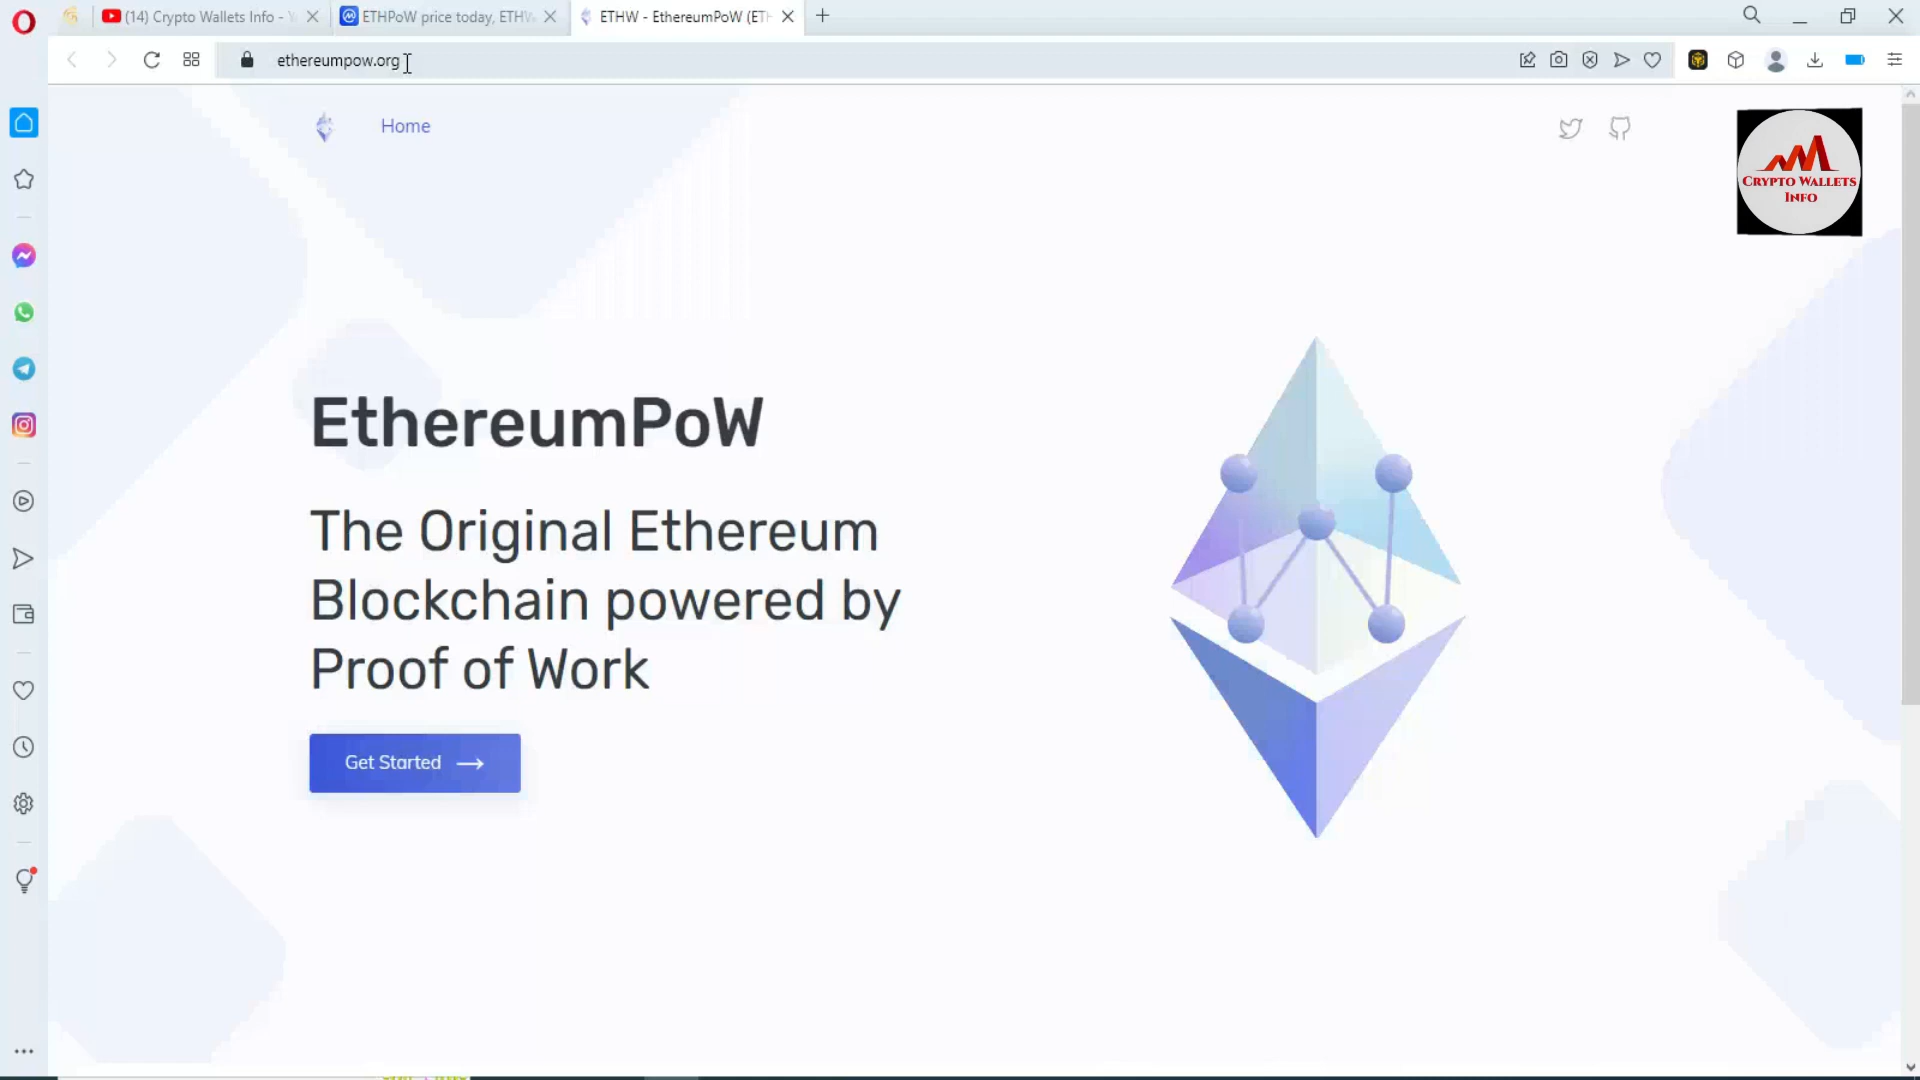 (14) Crypto Wallets Info -
ETHPoW price today, ETHW
ETHW - EthereumPoW (ETH
ethereumpow.org
Home
CRYPTO WALLETS
INFO
EthereumPoW
The Original Ethereum
Blockchain powered by
Proof of Work
Get Started